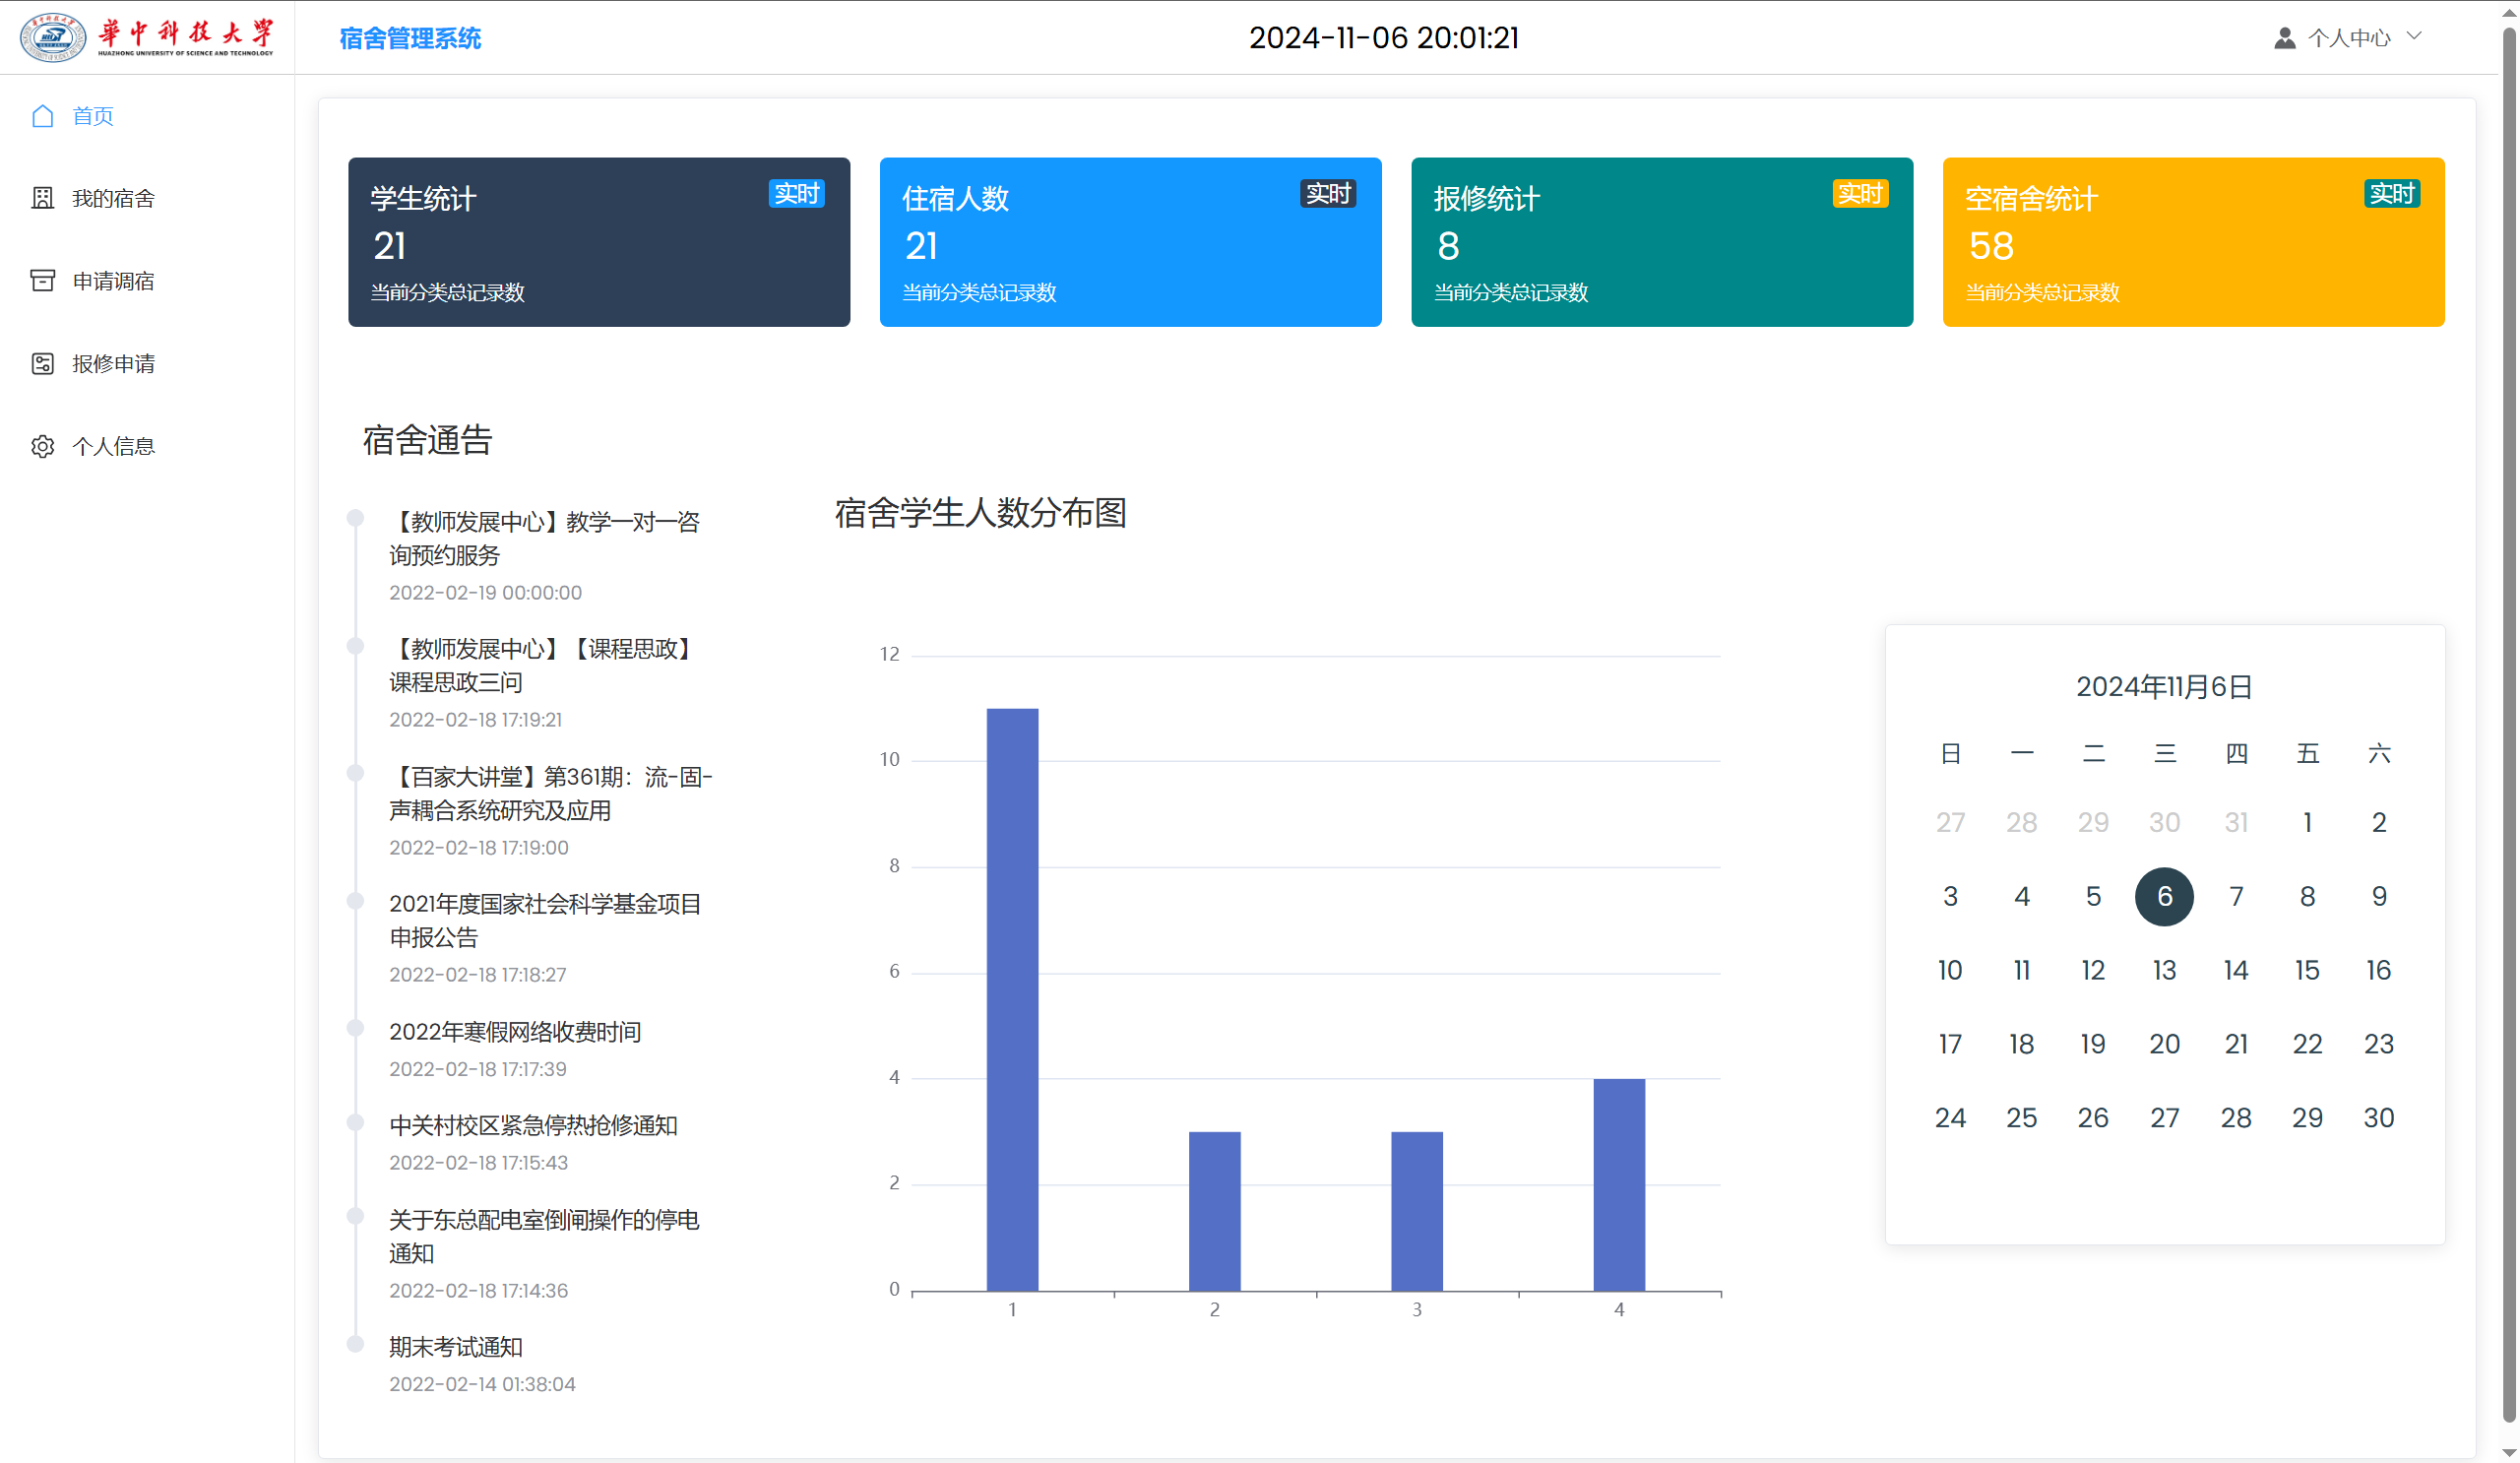 華中科技大学
HUAZHONG UNIVERSITY OF SCIENCE AND TECHNOLOGY
宿舍管理系统
2024-11-06 20:01:21
个人中心
首页
我的宿舍
申请调宿
报修申请
个人信息
学生统计 实时
21
当前分类总记录数
住宿人数 实时
21
当前分类总记录数
报修统计 实时
8
当前分类总记录数
空宿舍统计 实时
58
当前分类总记录数
宿舍通告
【教师发展中心】教学一对一咨
询预约服务
2022-02-19 00:00:00
【教师发展中心】【课程思政】
课程思政三问
2022-02-18 17:19:21
【百家大讲堂】第361期：流-固-
声耦合系统研究及应用
2022-02-18 17:19:00
2021年度国家社会科学基金项目
申报公告
2022-02-18 17:18:27
2022年寒假网络收费时间
2022-02-18 17:17:39
中关村校区紧急停热抢修通知
2022-02-18 17:15:43
关于东总配电室倒闸操作的停电
通知
2022-02-18 17:14:36
期末考试通知
2022-02-14 01:38:04
宿舍学生人数分布图
12
10
8
6
4
2
0
1 2 3 4
2024年11月6日
日 一 二 三 四 五 六
27 28 29 30 31 1 2
3 4 5 6 7 8 9
10 11 12 13 14 15 16
17 18 19 20 21 22 23
24 25 26 27 28 29 30